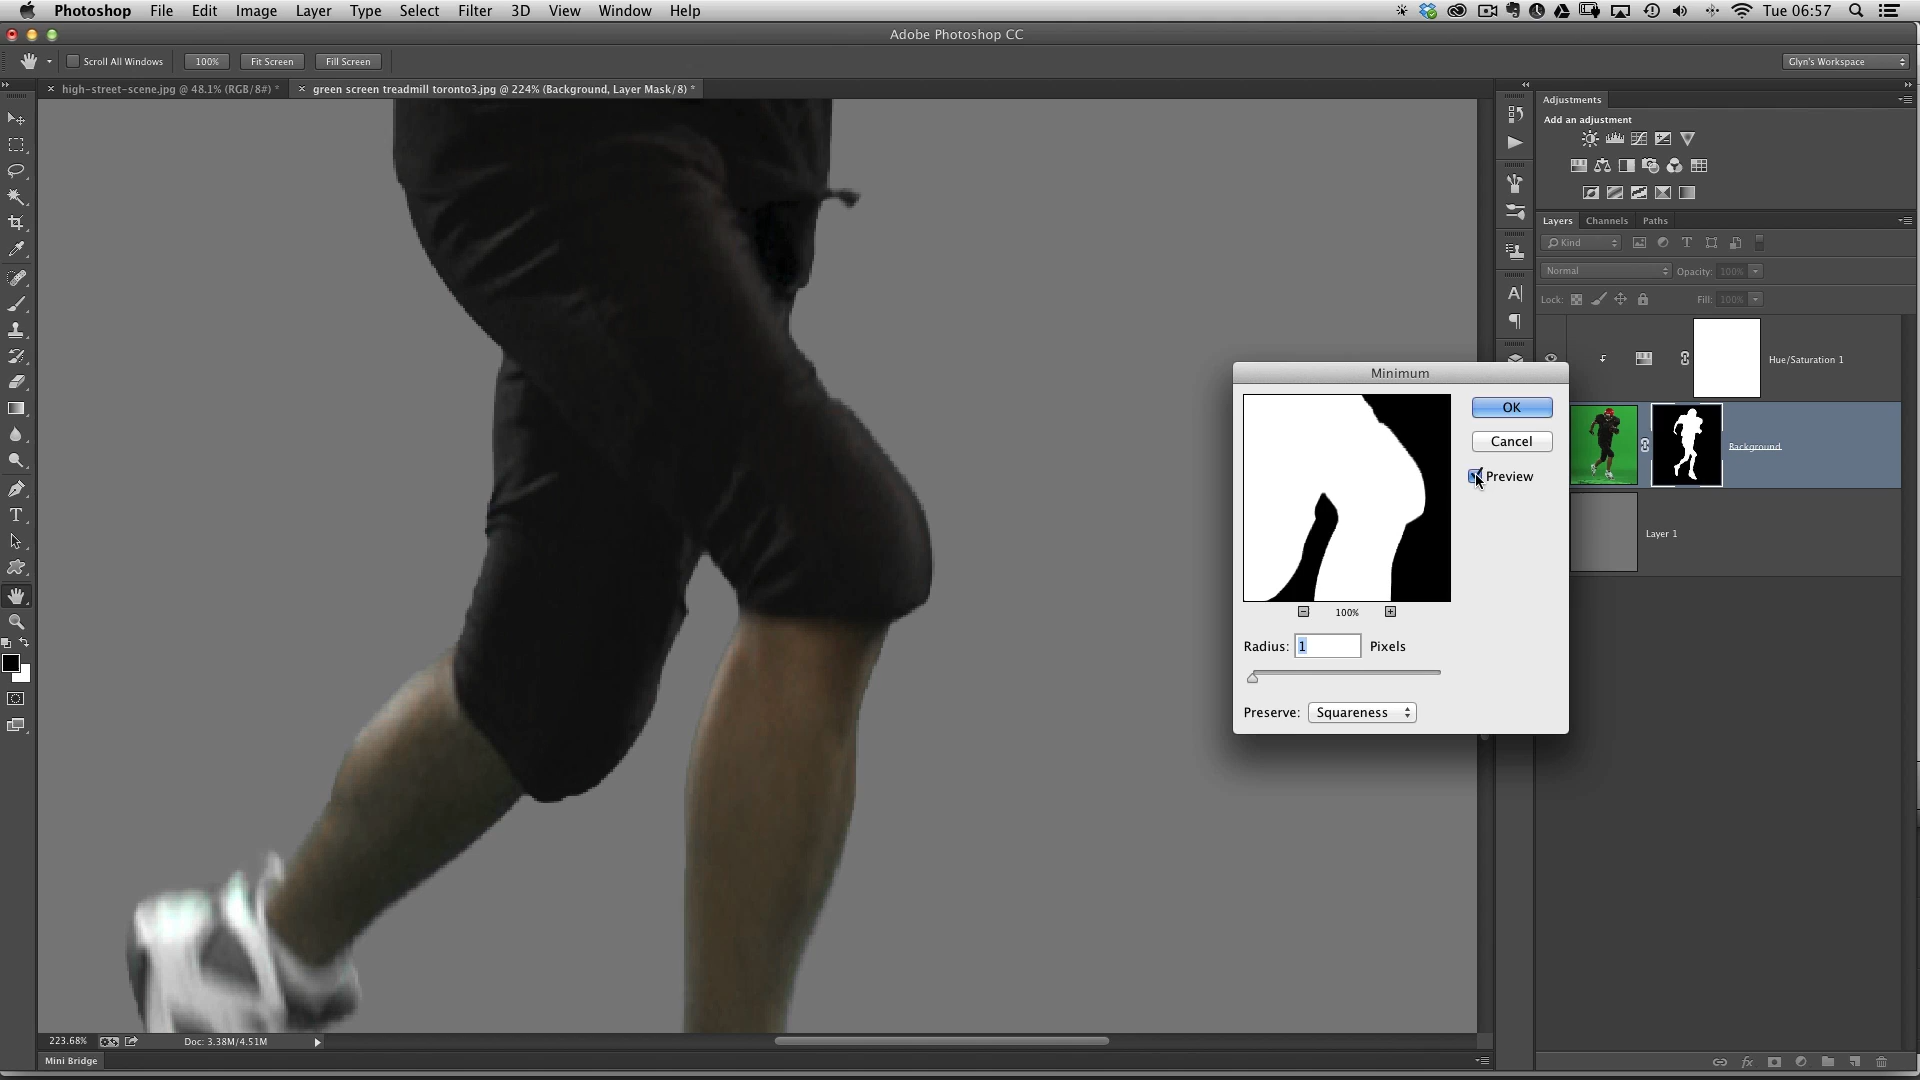 Photoshop File Edit Image Layer Type Select Filter 3D View Window Help Tue 06:57
Adobe Photoshop CC
Scroll All Windows 100% Fit Screen Fill Screen Glyn's Workspace
high-street-scene.jpg @ 48.1% (RGB/8#) * green screen treadmill toronto3.jpg @ 224% (Background, Layer Mask/8) *
Adjustments
Add an adjustment
Layers Channels Paths
Kind
Normal Opacity: 100%
Lock: Fill: 100%
Hue/Saturation 1
Background
Layer 1
Minimum
OK
Cancel
Preview
100%
Radius: 1 Pixels
Preserve: Squareness
223.68% Doc: 3.38M/4.51M
Mini Bridge